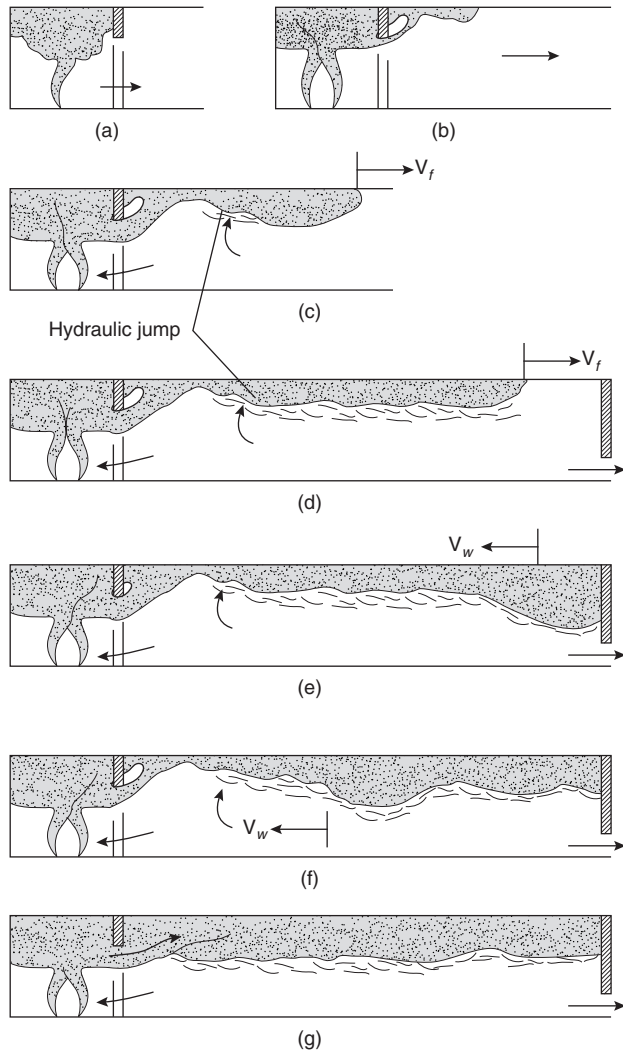 (a)
(b)
V_f
(c)
Hydraulic jump
V_f
(d)
V_w
(e)
V_w
(f)
(g)